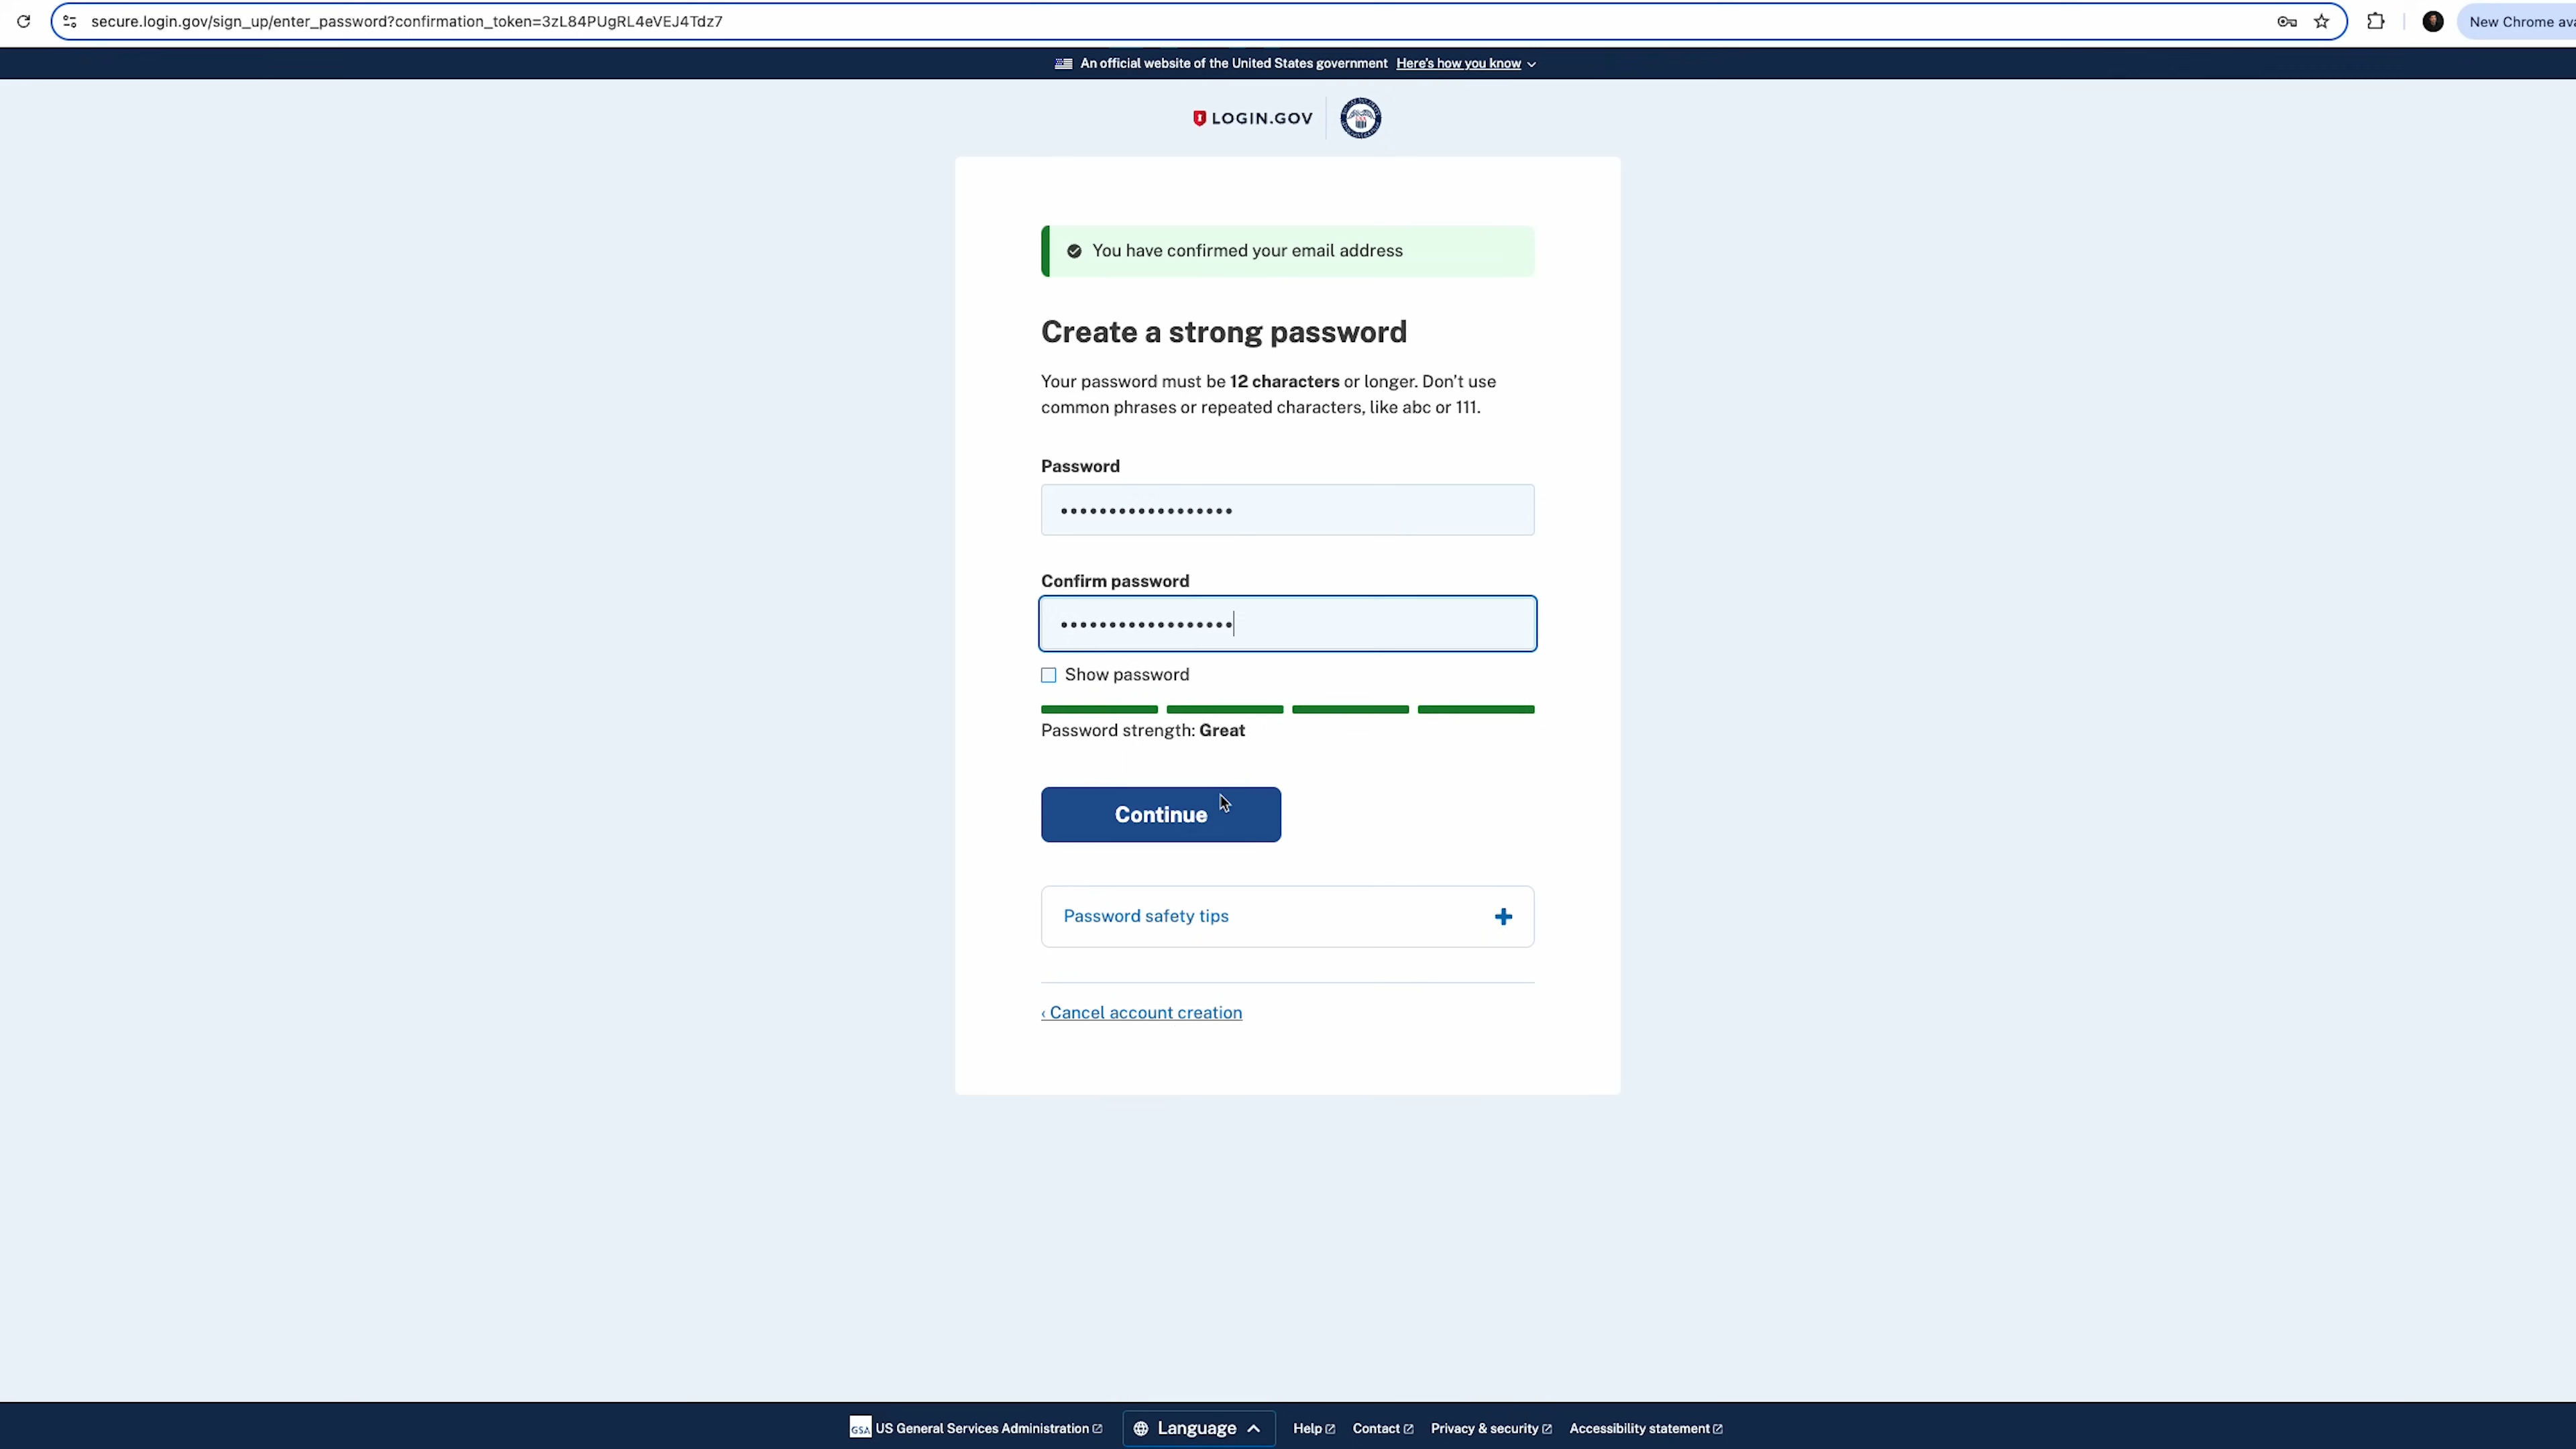 secure.login.gov/sign_up/enter_password?confirmation_token=3zL84PUgRL4eVEJ4Tdz7
New Chrome ava
An official website of the United States government Here's how you know
LOGIN.GOV
You have confirmed your email address
Create a strong password
Your password must be 12 characters or longer. Don't use
common phrases or repeated characters, like abc or 111.
Password
••••••••••••••••••
Confirm password
••••••••••••••••••
Show password
Password strength: Great
Continue
Password safety tips
‹ Cancel account creation
GSA US General Services Administration Language Help Contact Privacy & security Accessibility statement